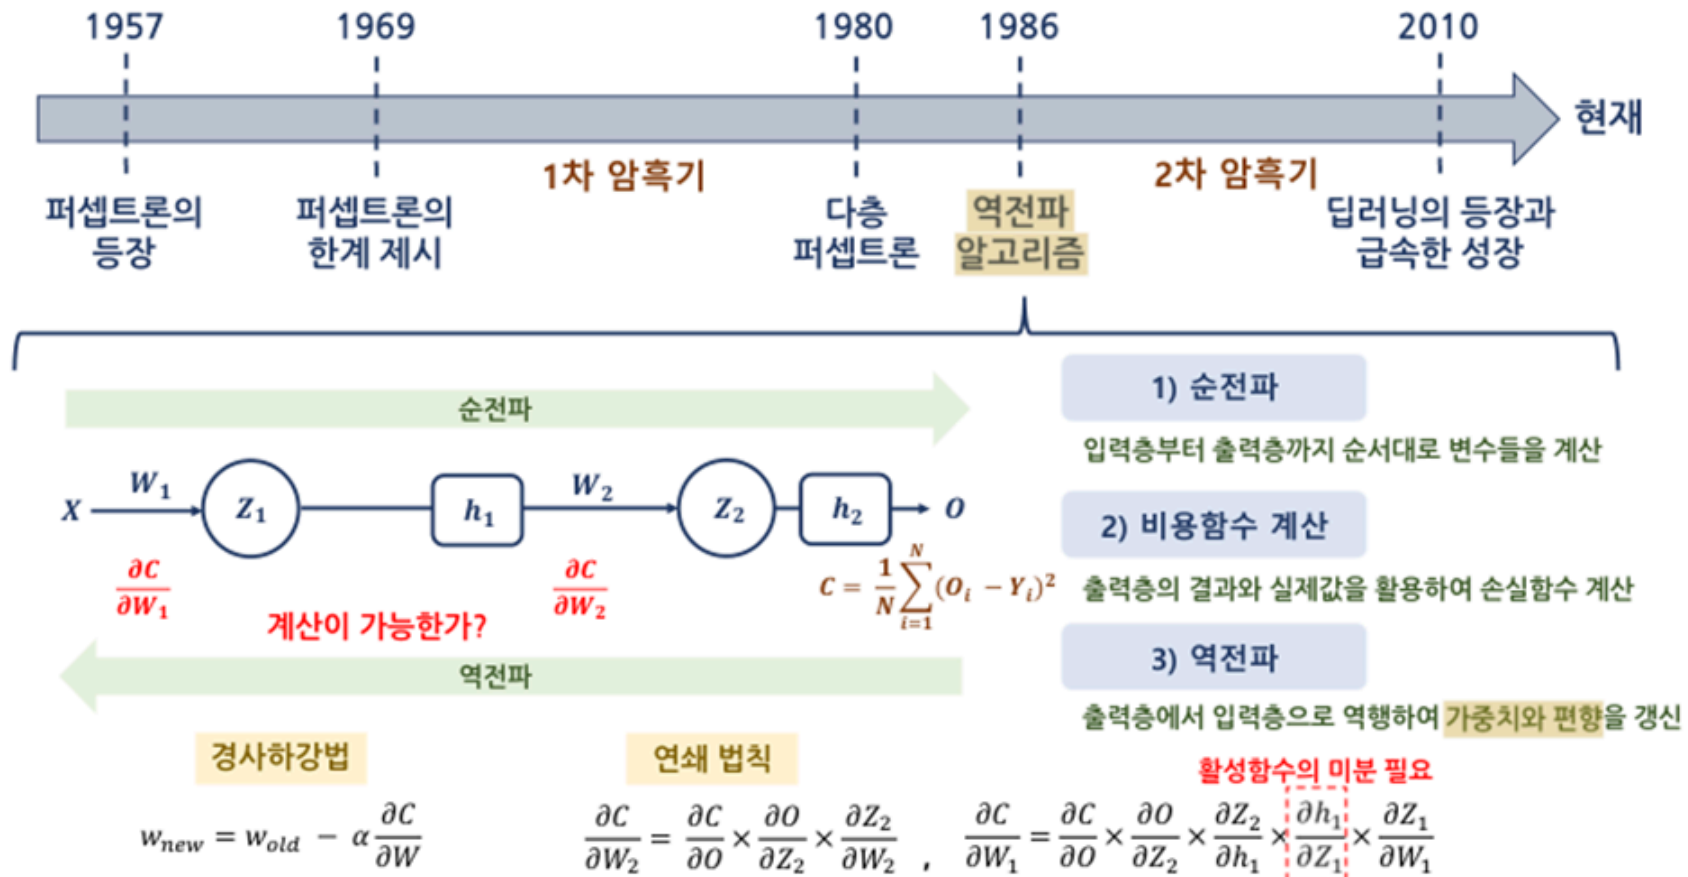 1957 1969 1980 1986 2010
현재
1차 암흑기 2차 암흑기
퍼셉트론의 퍼셉트론의 다층 역전파 딥러닝의 등장과
등장 한계 제시 퍼셉트론 알고리즘 급속한 성장
순전파
X W₁ Z₁ h₁ W₂ Z₂ h₂ O
∂C/∂W₁ ∂C/∂W₂
계산이 가능한가?
C = 1/N ∑_{i=1}^{N} (O_i − Y_i)²
역전파
1) 순전파
입력층부터 출력층까지 순서대로 변수들을 계산
2) 비용함수 계산
출력층의 결과와 실제값을 활용하여 손실함수 계산
3) 역전파
출력층에서 입력층으로 역행하여 가중치와 편향을 갱신
경사하강법
w_new = w_old − α ∂C/∂W
연쇄 법칙
활성함수의 미분 필요
∂C/∂W₂ = ∂C/∂O × ∂O/∂Z₂ × ∂Z₂/∂W₂ , ∂C/∂W₁ = ∂C/∂O × ∂O/∂Z₂ × ∂Z₂/∂h₁ × ∂h₁/∂Z₁ × ∂Z₁/∂W₁